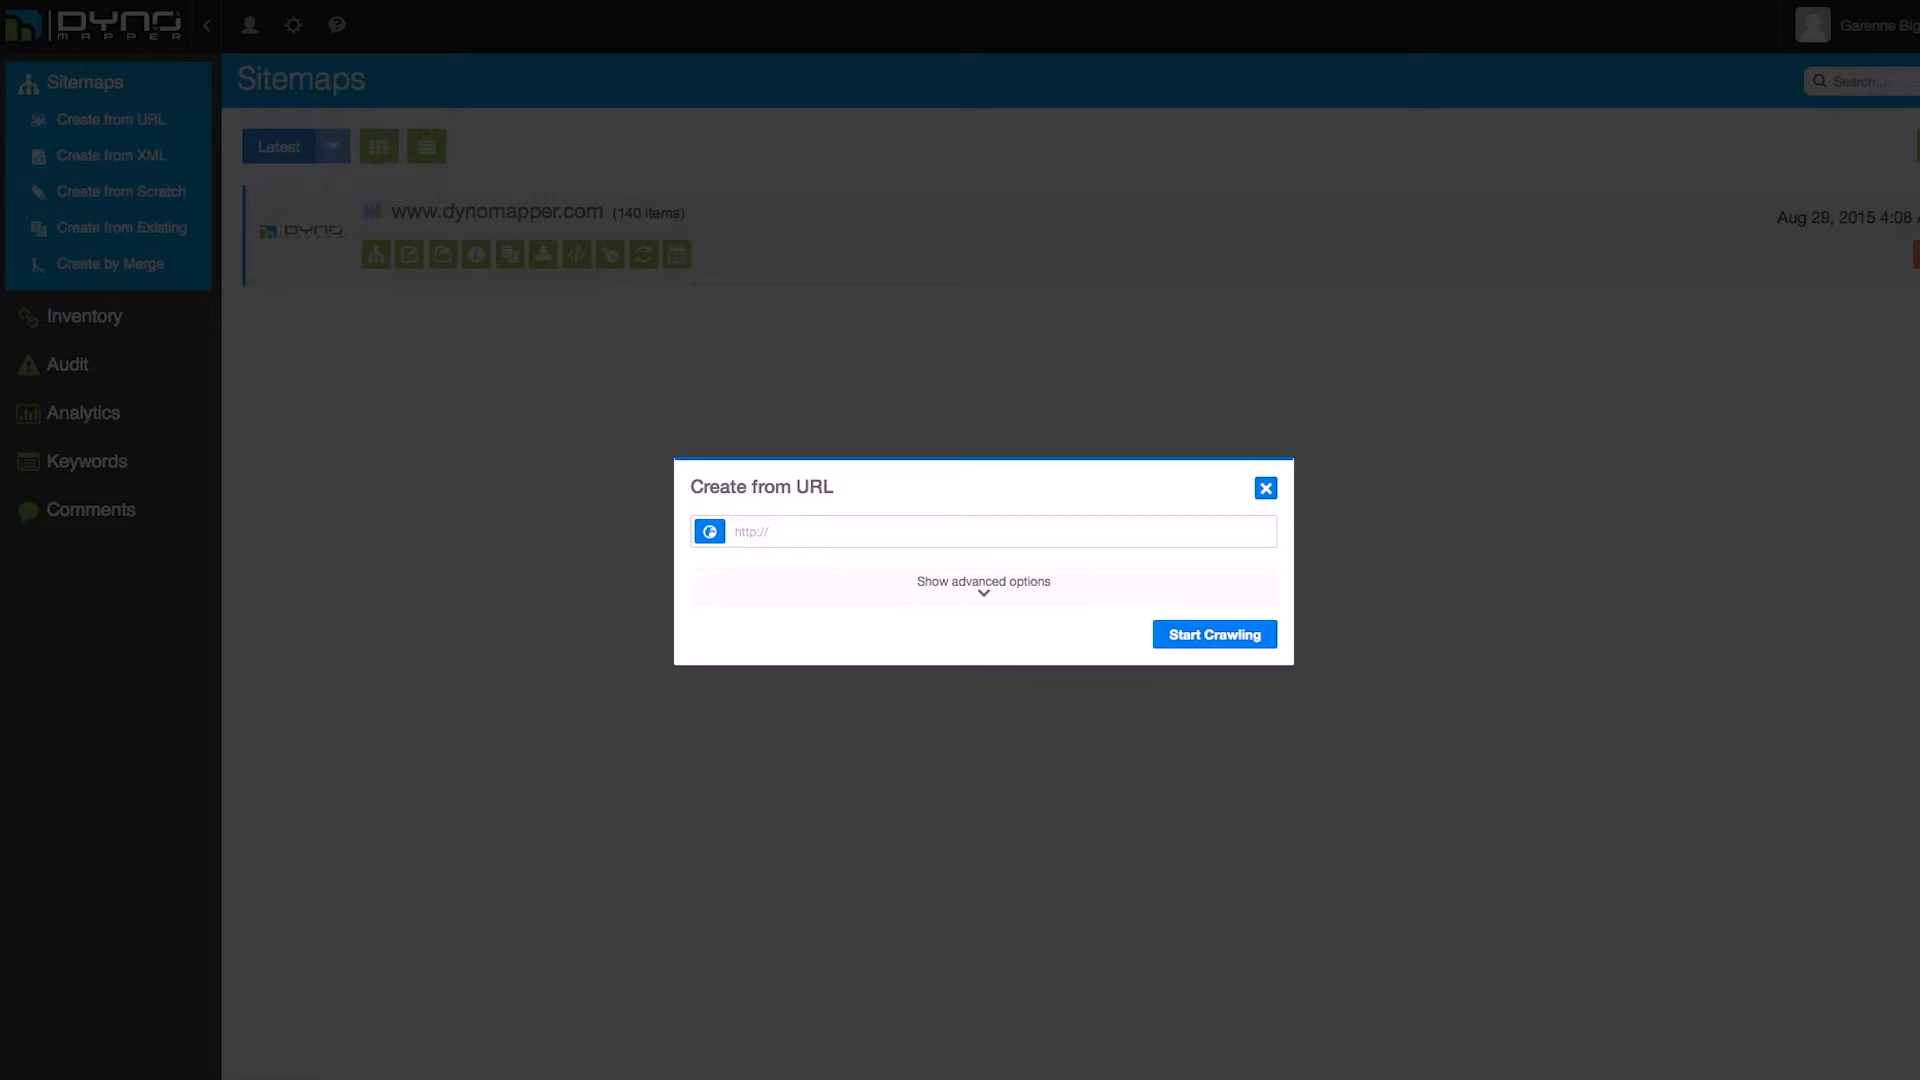 DYNO
MAPPER
Garenne Big
Sitemaps
Create from URL
Create from XML
Create from Scratch
Create from Existing
Create by Merge
Inventory
Audit
Analytics
Keywords
Comments
Sitemaps
Search....
Latest
DYNO
www.dynomapper.com (140 items)
Aug 29, 2015 4:08
Create from URL
http://
Show advanced options
Start Crawling